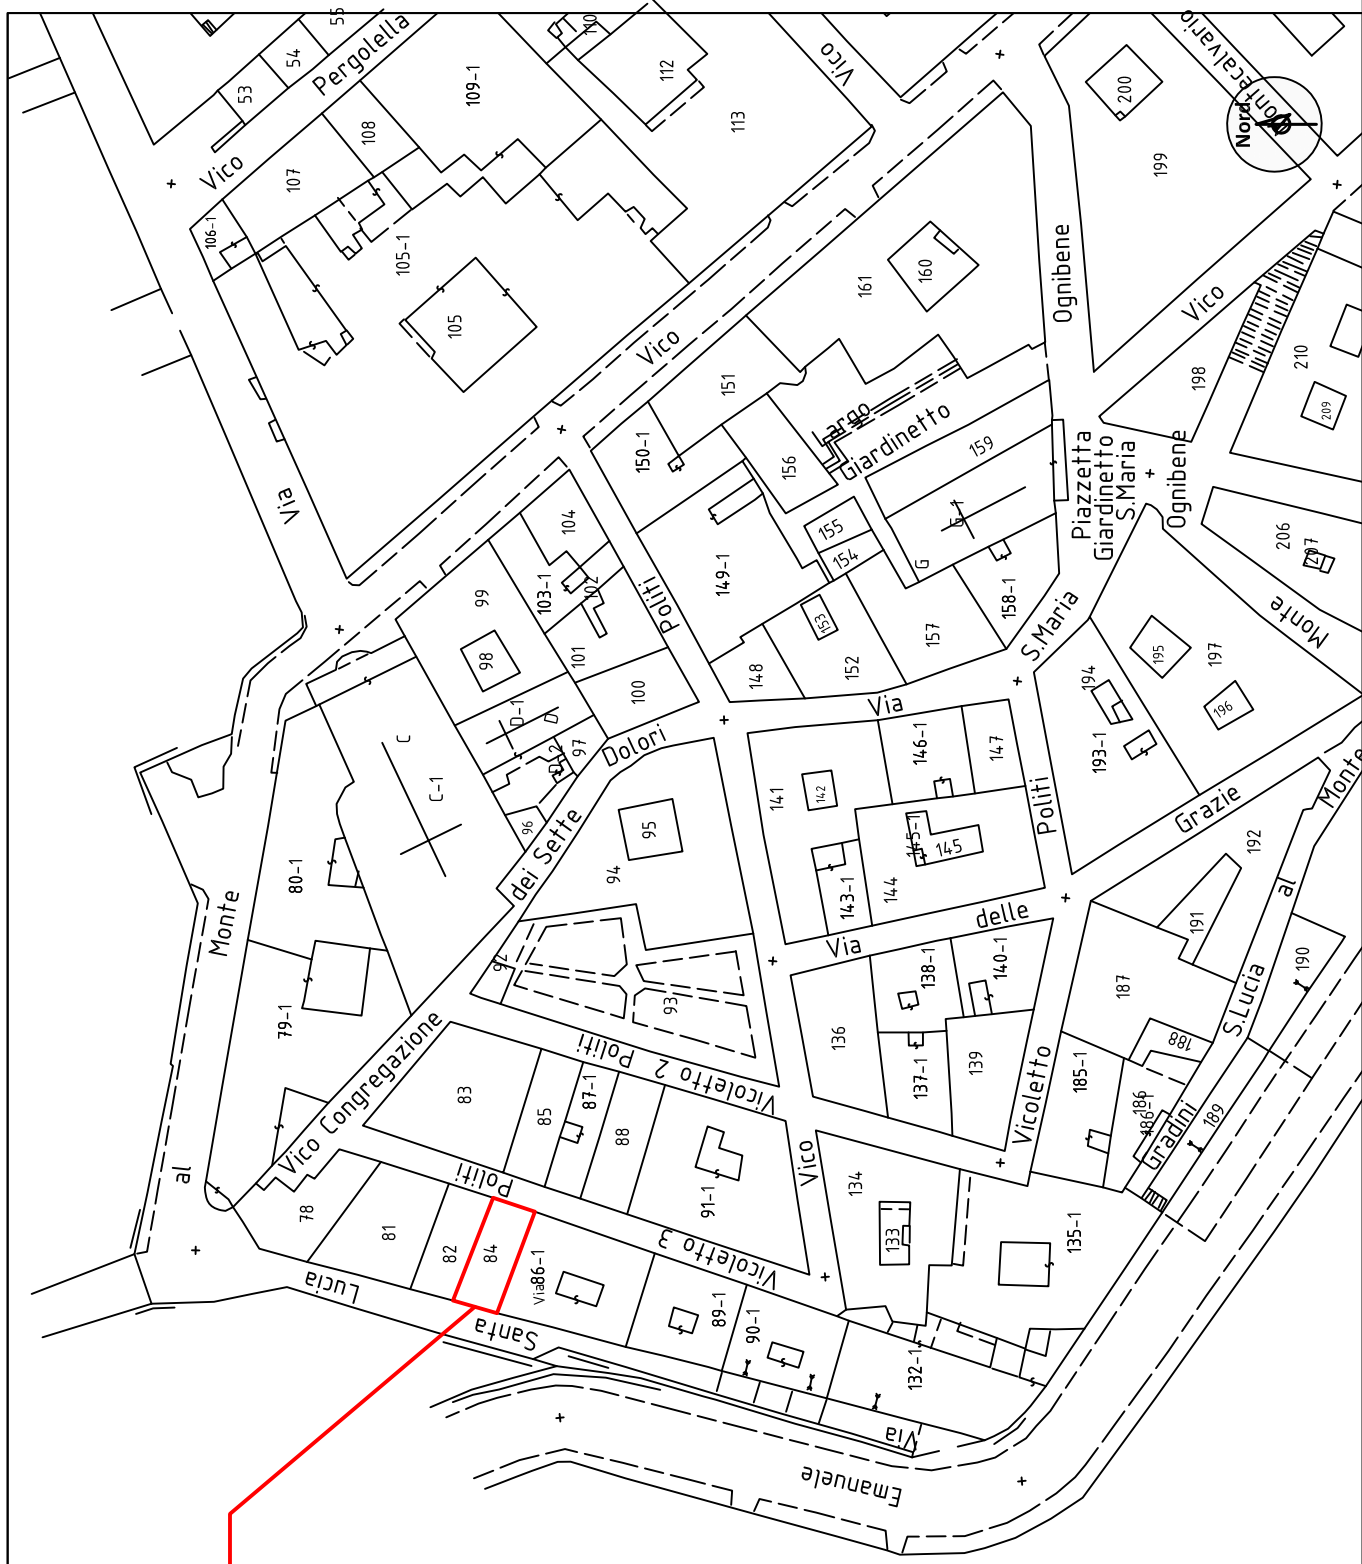 55
54
53
Pergolella
Vico
110
112
109-1
108
107
106-1
105-1
105
113
Vico
Montecalvario
200
Nord
199
Ognibene
161
160
Vico
Vico
151
150-1
156
Largo
Giardinetto
159
198
210
209
Via
104
103-1
102
99
98
101
100
Politi
149-1
155
154
153
152
148
157
158-1
G
G-1
Piazzetta
Giardinetto
S.Maria
Ognibene
206
207
Monte
S.Maria
195
197
196
194
193-1
C
C-1
D-1
D
D-2
97
96
Dolori
dei Sette
95
94
Via
141
142
146-1
147
145-1
145
144
143-1
Politi
Grazie
Monte
192
al
191
190
80-1
Monte
79-1
92
93
Via
delle
138-1
140-1
136
137-1
139
187
S.Lucia
188
185-1
186
186-1
189
Gradini
Vicoletto
Vico Congregazione
al
83
85
87-1
88
91-1
Politi
Vicoletto 2
Vico
134
133
135-1
78
81
82
84
Politi
Vicoletto 3
Via
86-1
89-1
90-1
132-1
Lucia
Santa
Via
Emanuele